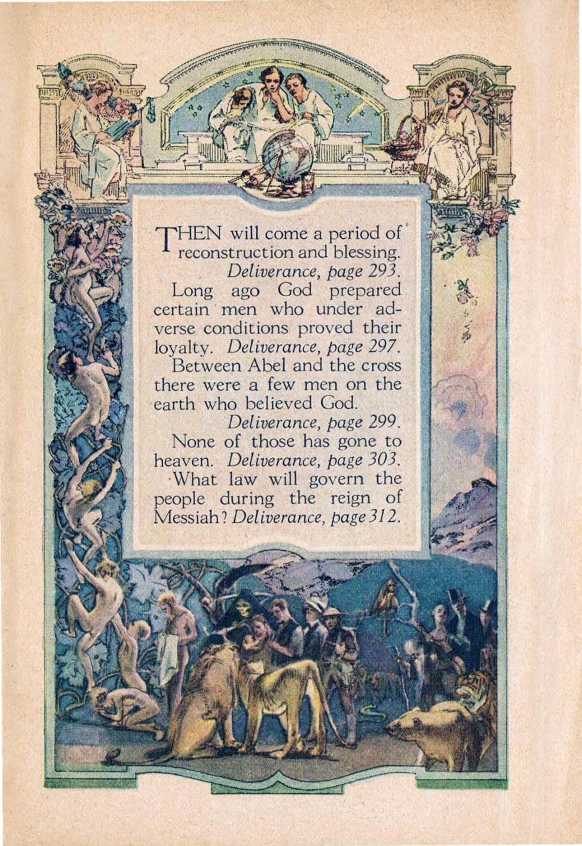 THEN will come a period of
reconstruction and blessing.
Deliverance, page 293.
Long ago God prepared
certain men who under ad-
verse conditions proved their
loyalty. Deliverance, page 297.
Between Abel and the cross
there were a few men on the
earth who believed God.
Deliverance, page 299.
None of those has gone to
heaven. Deliverance, page 303.
What law will govern the
people during the reign of
Messiah? Deliverance, page 312.